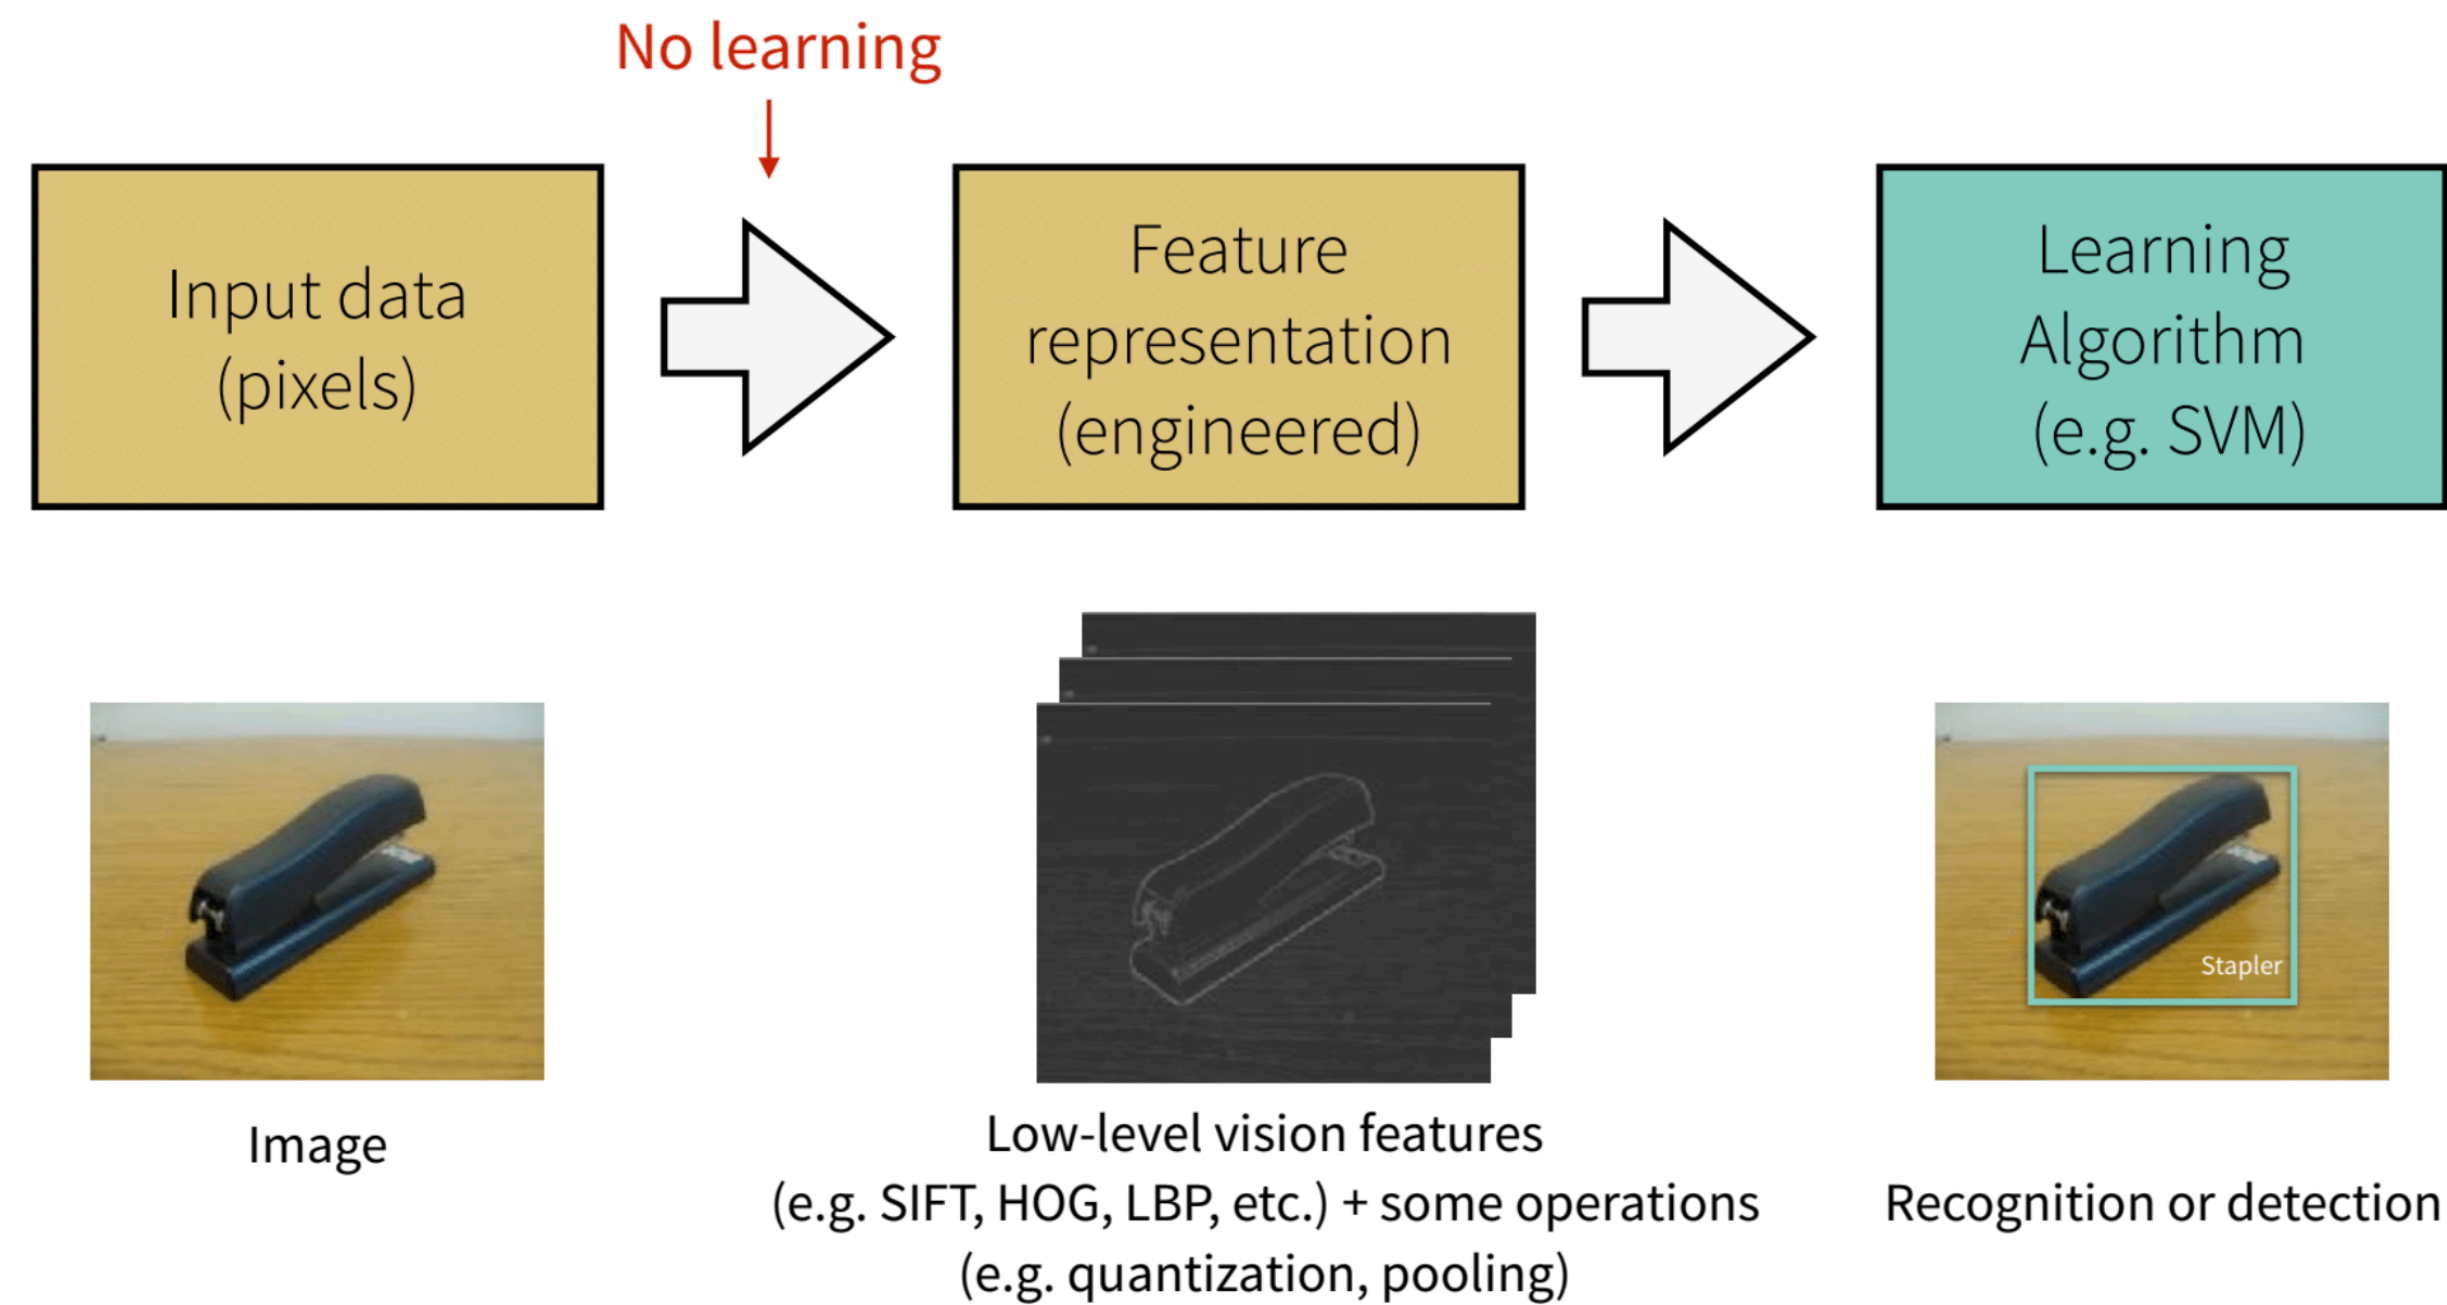 No learning
Input data
(pixels)
Feature
representation
(engineered)
Learning
Algorithm
(e.g. SVM)
Stapler
Image
Low-level vision features
(e.g. SIFT, HOG, LBP, etc.) + some operations
(e.g. quantization, pooling)
Recognition or detection